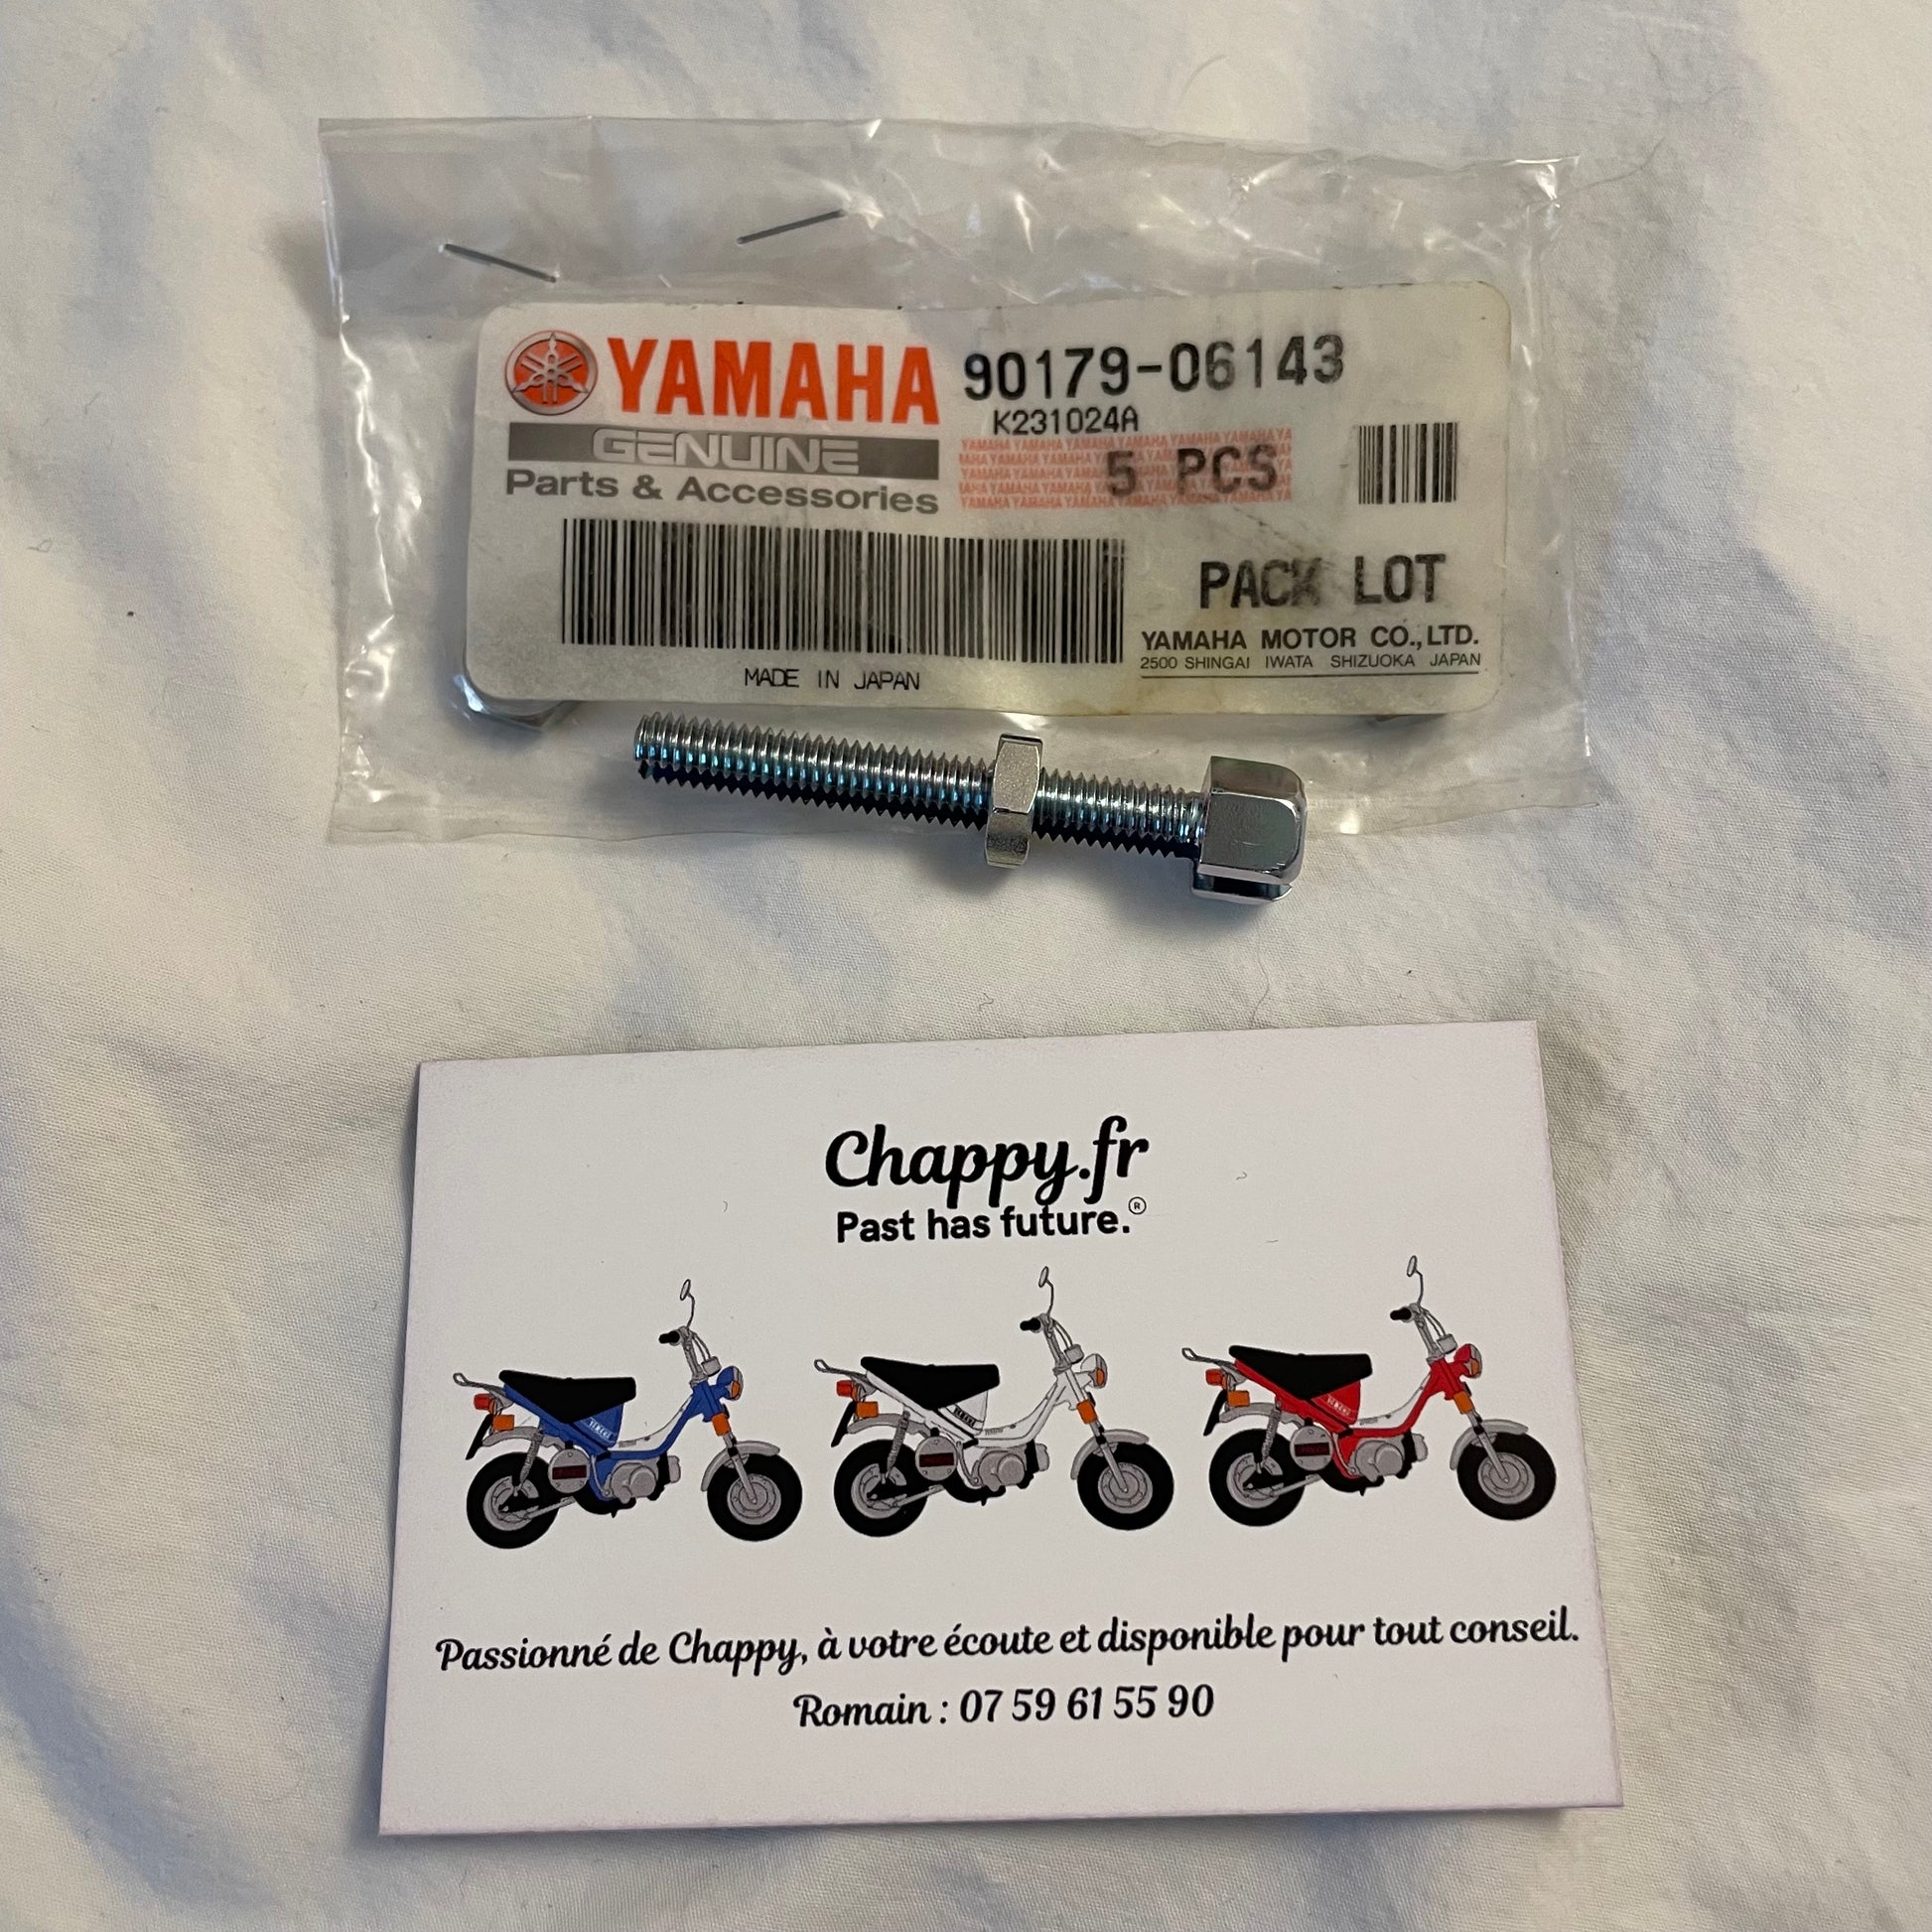 YAMAHA 90179-06143
K231024A
GENUINE
5 PCS
Parts & Accessories
PACK LOT
YAMAHA MOTOR CO.,LTD.
2500 SHINGAI IWATA SHIZUOKA JAPAN
MADE IN JAPAN
Chappy.fr
Past has future.®
Passionné de Chappy, à votre écoute et disponible pour tout conseil.
Romain : 07 59 61 55 90